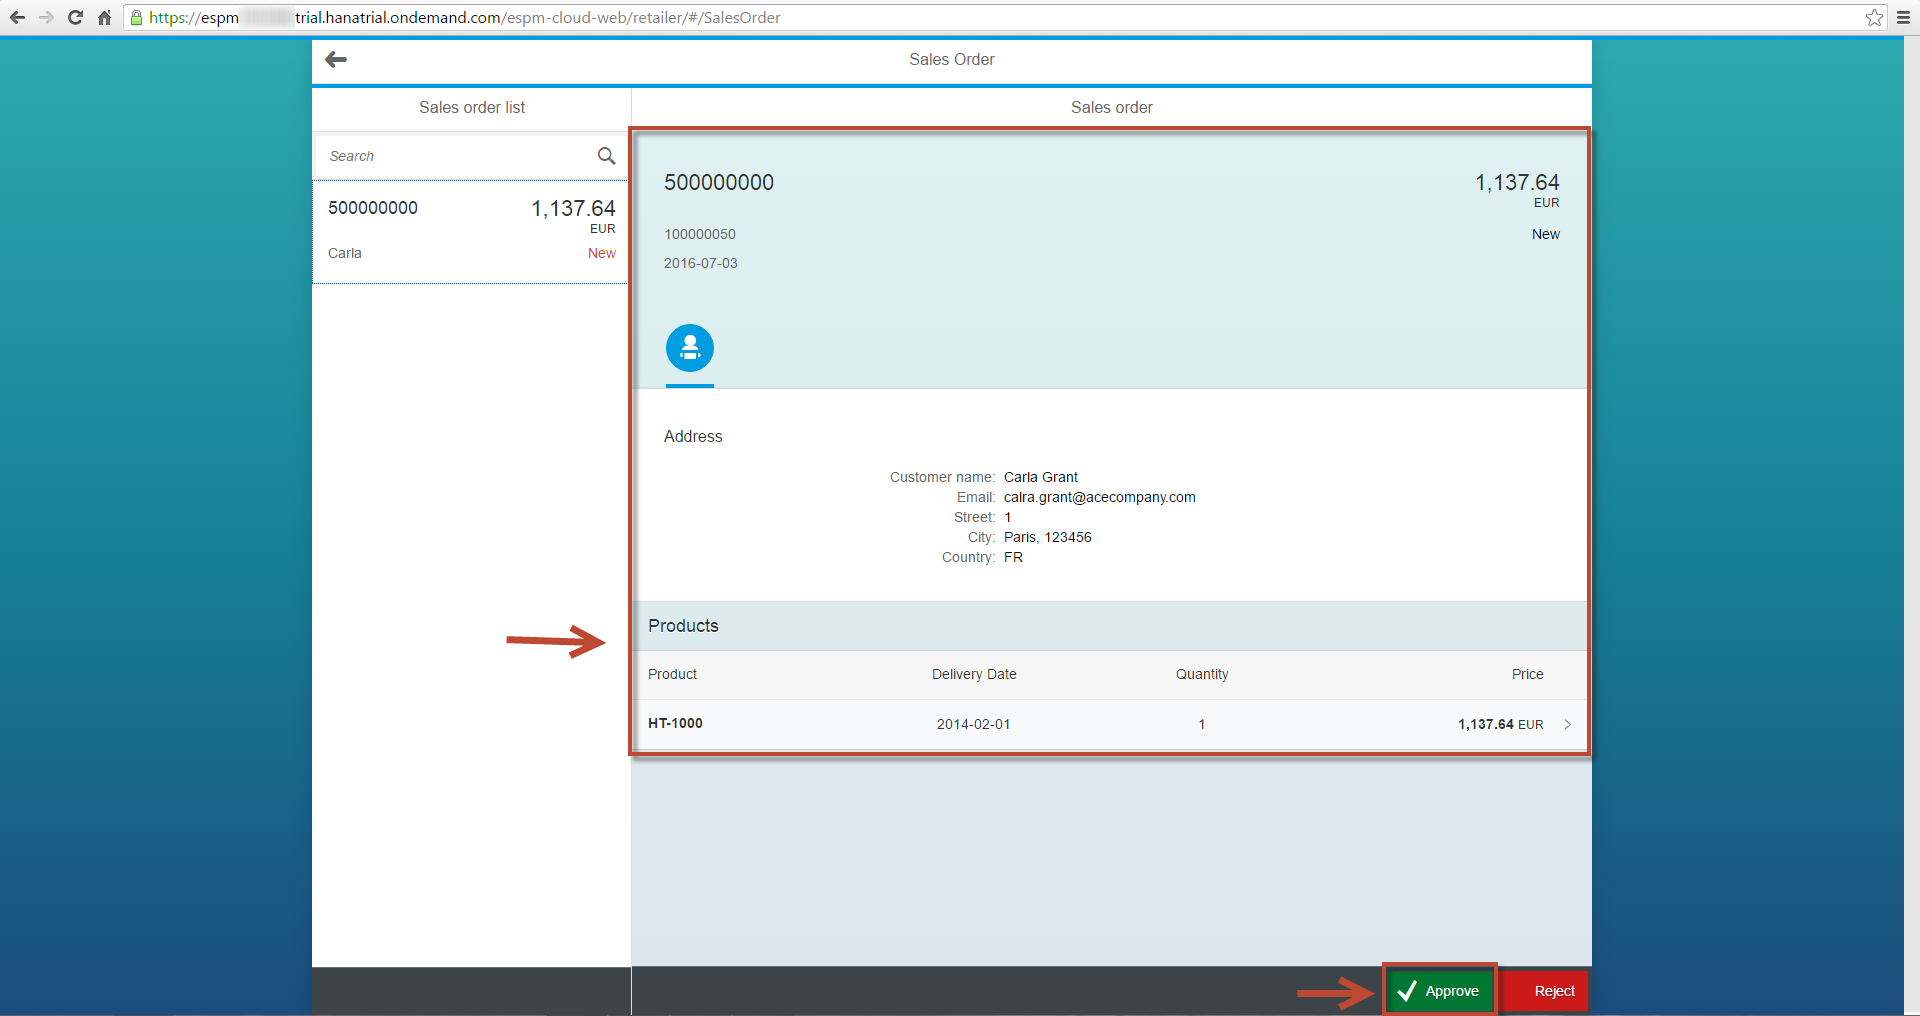 https://espm trial.hanatrial.ondemand.com/espm-cloud-web/retailer/#/SalesOrder
Sales Order
Sales order list
Sales order
Search
500000000 1,137.64
EUR
Carla New
500000000 1,137.64
EUR
100000050 New
2016-07-03
Address
Customer name: Carla Grant
Email: calra.grant@acecompany.com
Street: 1
City: Paris, 123456
Country: FR
Products
Product Delivery Date Quantity Price
HT-1000 2014-02-01 1 1,137.64 EUR
Approve Reject